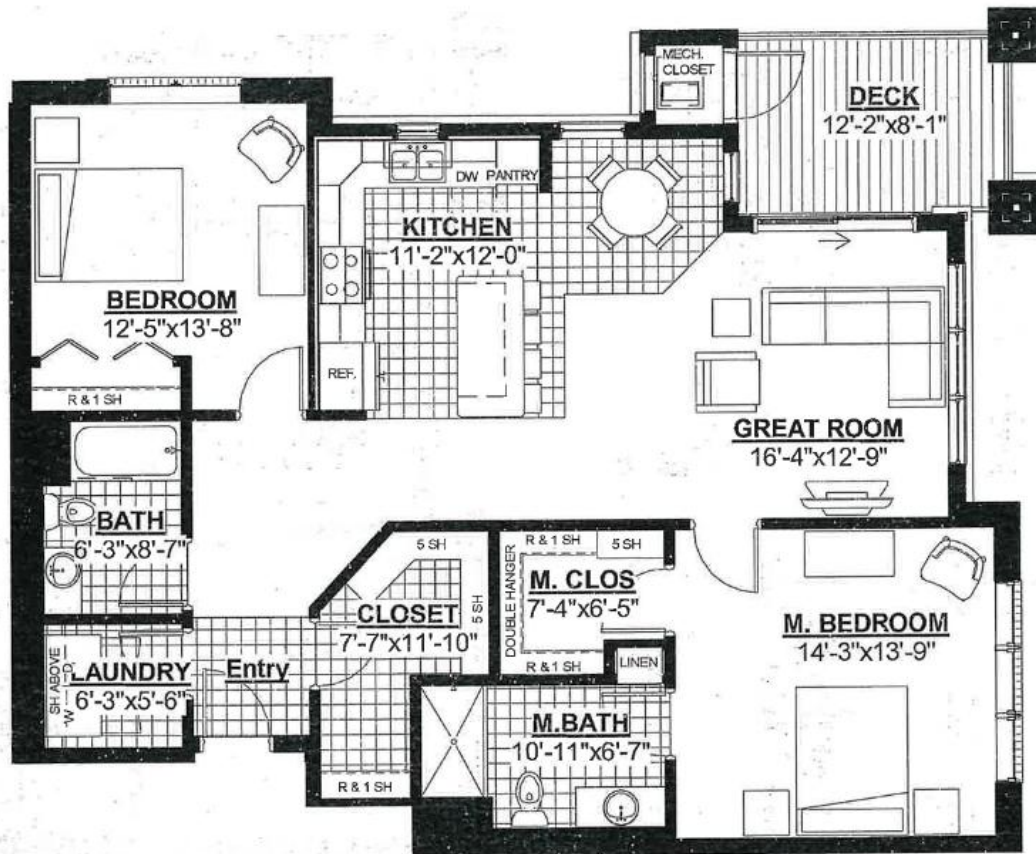 MECH.
CLOSET
DECK
12'-2"x8'-1"
DW PANTRY
KITCHEN
11'-2"x12'-0"
BEDROOM
12'-5"x13'-8"
REF.
R & 1 SH
GREAT ROOM
16'-4"x12'-9"
BATH
6'-3"x8'-7"
5 SH
R & 1 SH
5 SH
DOUBLE HANGER
M. CLOS
7'-4"x6'-5"
5 SH
CLOSET
7'-7"x11'-10"
R & 1 SH
LINEN
M. BEDROOM
14'-3"x13'-9"
SH ABOVE
W D
LAUNDRY
6'-3"x5'-6"
Entry
M.BATH
10'-11"x6'-7"
R & 1 SH